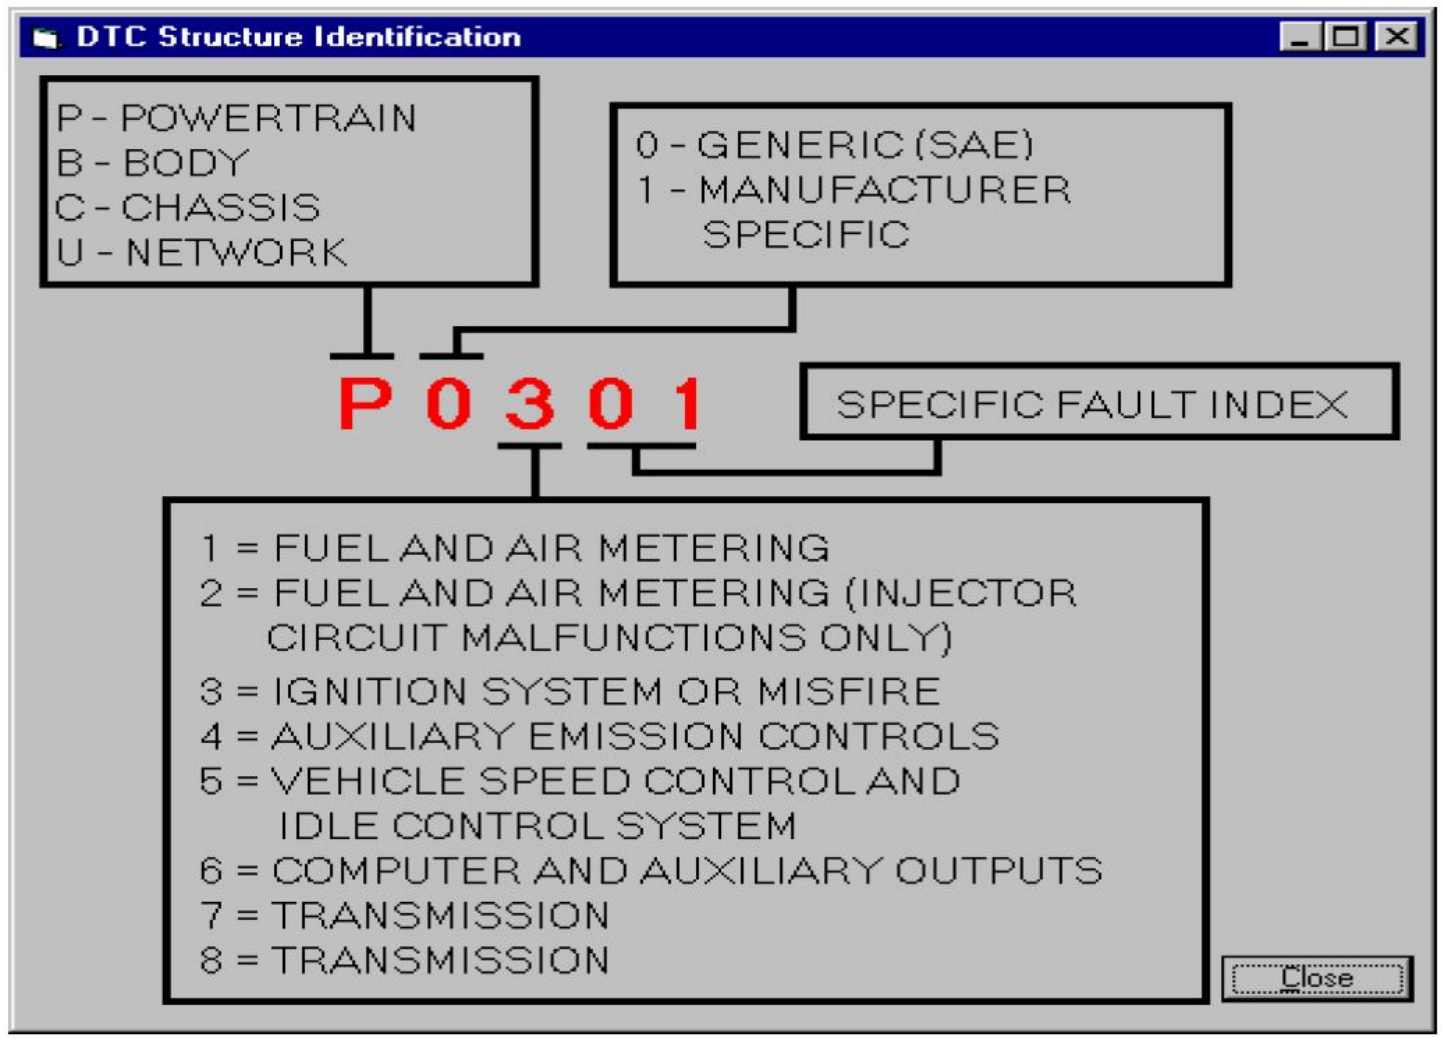 DTC Structure Identification
P - POWERTRAIN
B - BODY
C - CHASSIS
U - NETWORK
0 - GENERIC (SAE)
1 - MANUFACTURER
SPECIFIC
P 0 3 0 1
SPECIFIC FAULT INDEX
1 = FUEL AND AIR METERING
2 = FUEL AND AIR METERING (INJECTOR
CIRCUIT MALFUNCTIONS ONLY)
3 = IGNITION SYSTEM OR MISFIRE
4 = AUXILIARY EMISSION CONTROLS
5 = VEHICLE SPEED CONTROL AND
IDLE CONTROL SYSTEM
6 = COMPUTER AND AUXILIARY OUTPUTS
7 = TRANSMISSION
8 = TRANSMISSION
Close